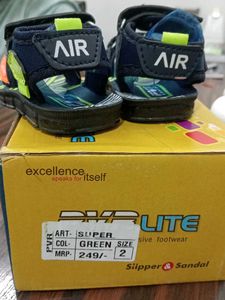 AIR
AIR
excellence
speaks for itself
PVR LITE
sive footwear
PVR
ART- SUPER
COL- GREEN
MRP- 249/-
SIZE
2
Slipper & Sandal